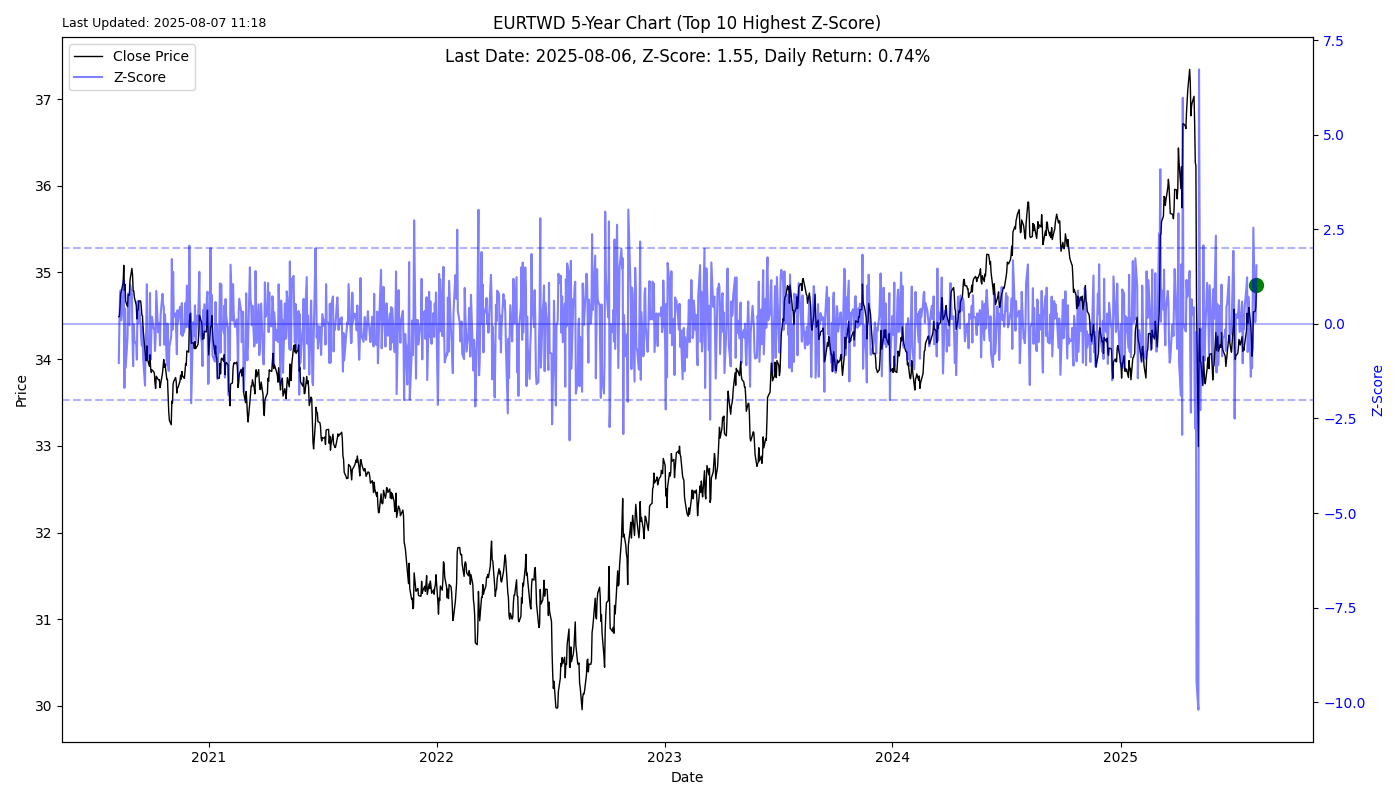 Last Updated: 2025-08-07 11:18
EURTWD 5-Year Chart (Top 10 Highest Z-Score)
Last Date: 2025-08-06, Z-Score: 1.55, Daily Return: 0.74%
Close Price
Z-Score
37
36
35
34
33
32
31
30
Price
7.5
5.0
2.5
0.0
−2.5
−5.0
−7.5
−10.0
Z-Score
2021
2022
2023
2024
2025
Date